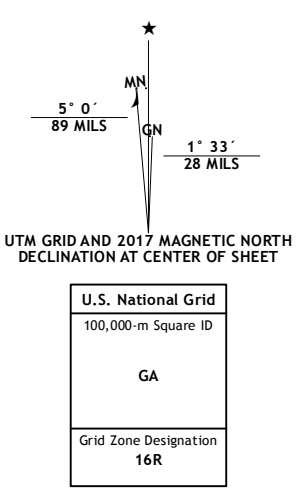 MN
5° 0´
89 MILS
GN
1° 33´
28 MILS
UTM GRID AND 2017 MAGNETIC NORTH
DECLINATION AT CENTER OF SHEET
U.S. National Grid
100,000-m Square ID
GA
Grid Zone Designation
16R